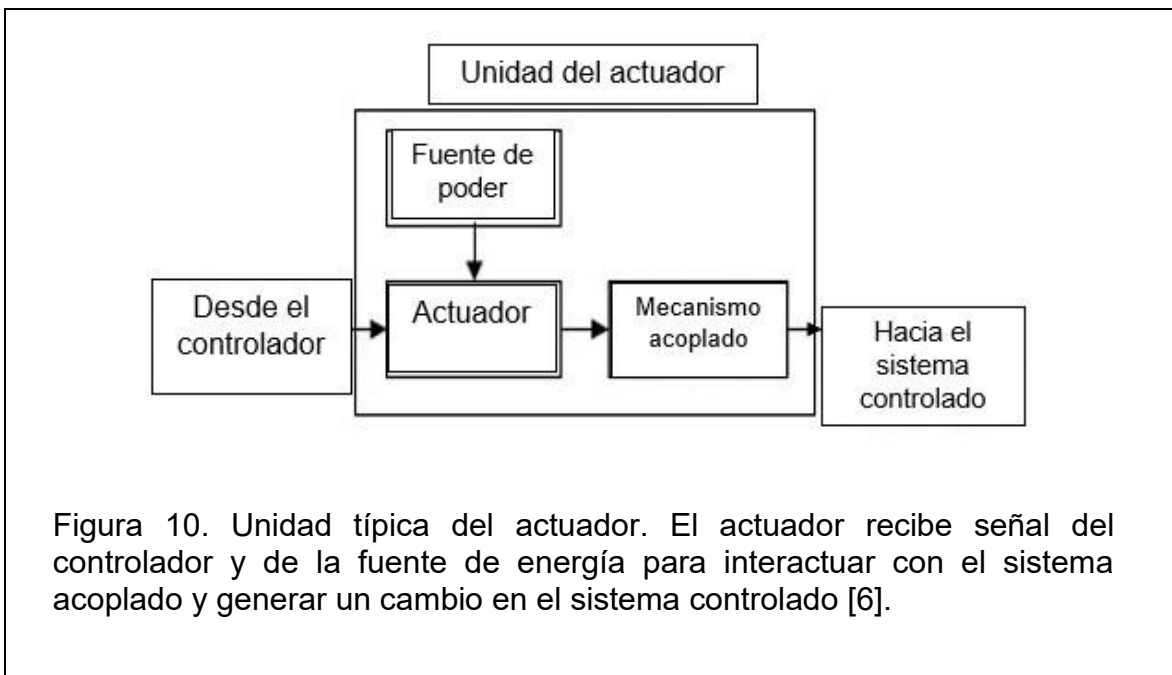 Unidad del actuador
Fuente de
poder
Desde el
controlador
Actuador
Mecanismo
acoplado
Hacia el
sistema
controlado
Figura 10. Unidad típica del actuador. El actuador recibe señal del
controlador y de la fuente de energía para interactuar con el sistema
acoplado y generar un cambio en el sistema controlado [6].